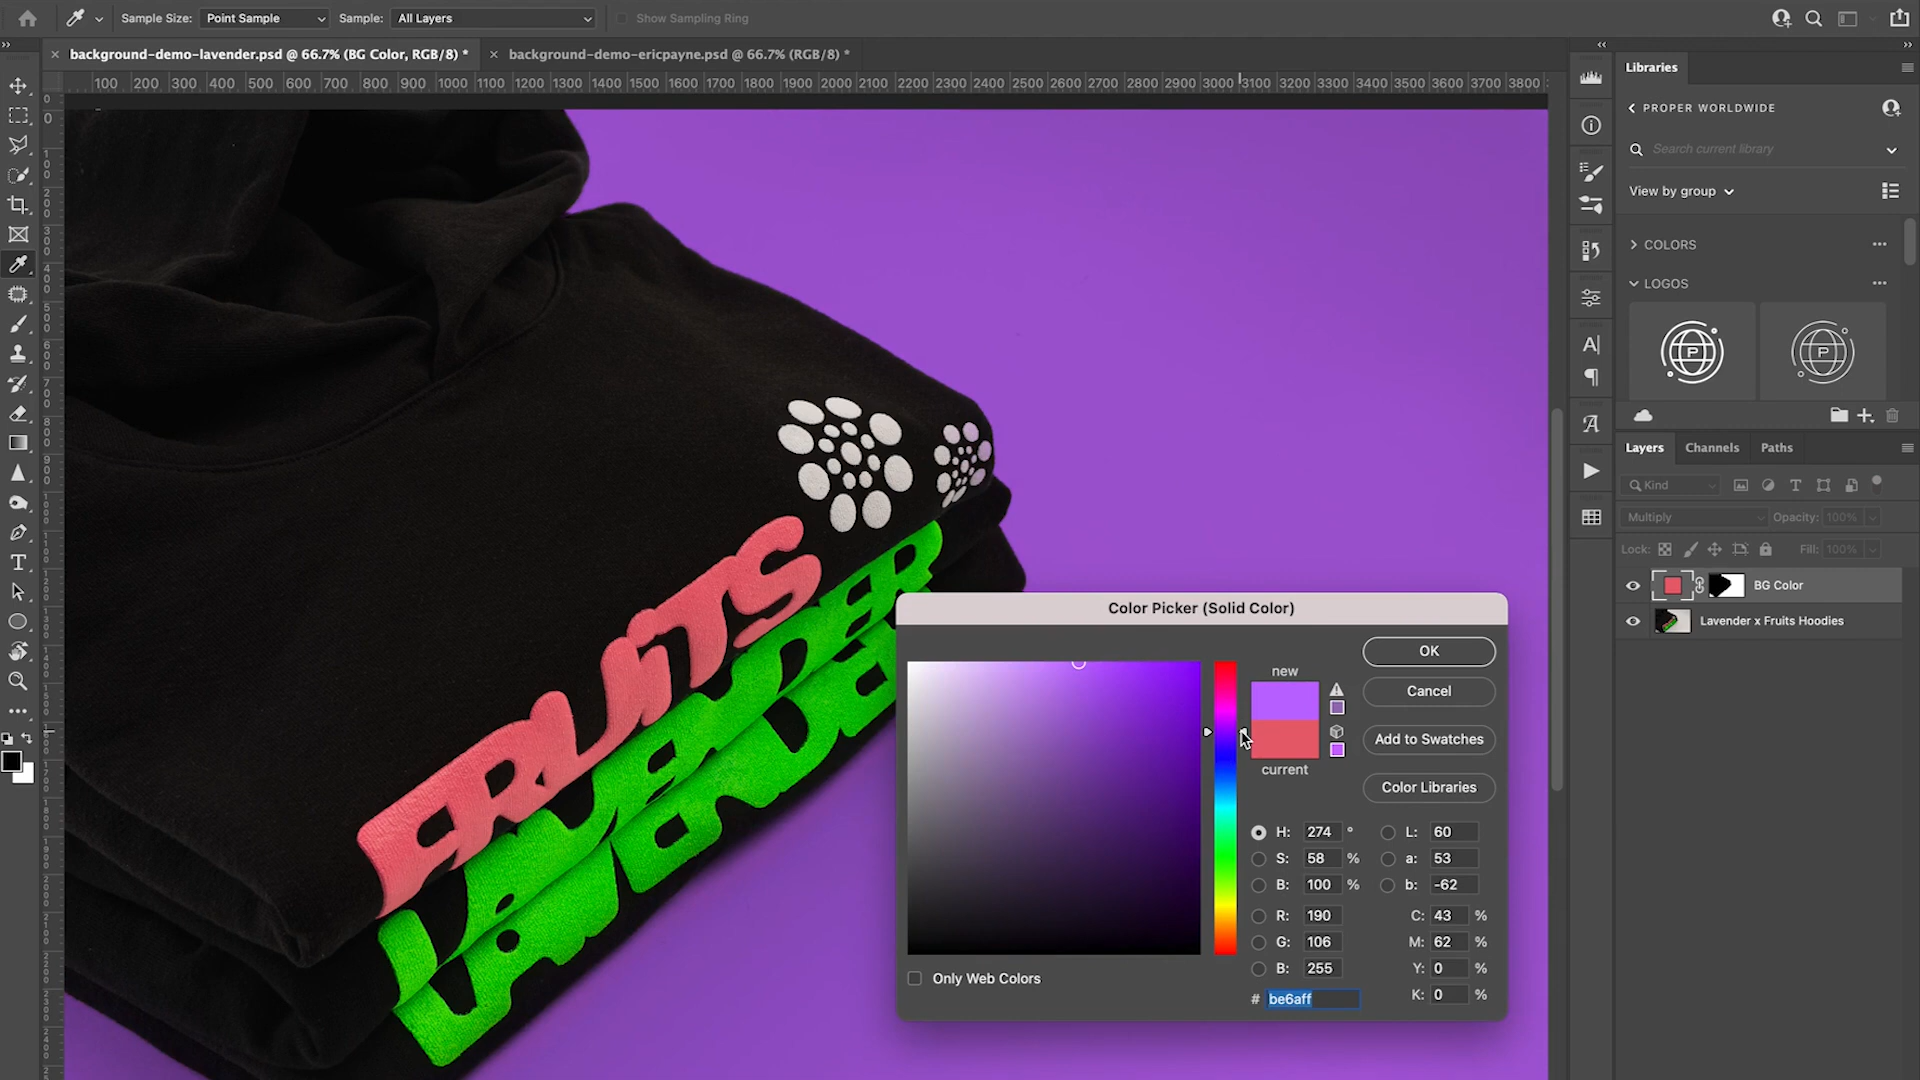 Sample Size: Point Sample Sample: All Layers Show Sampling Ring
background-demo-lavender.psd @ 66.7% (BG Color, RGB/8) * background-demo-ericpayne.psd @ 66.7% (RGB/8) *
100 200 300 400 500 600 700 800 900 1000 1100 1200 1300 1400 1500 1600 1700 1800 1900 2000 2100 2200 2300 2400 2500 2600 2700 2800 2900 3000 3100 3200 3300 3400 3500 3600 3700 3800
Libraries
PROPER WORLDWIDE
Search current library
View by group
COLORS
LOGOS
P P
Layers Channels Paths
Kind
Multiply Opacity: 100%
Lock: Fill: 100%
BG Color
Lavender x Fruits Hoodies
FRUITS
LAVENDER
LAVENDER
Color Picker (Solid Color)
new
current
OK
Cancel
Add to Swatches
Color Libraries
H: 274 ° L: 60
S: 58 % a: 53
B: 100 % b: -62
R: 190 C: 43 %
G: 106 M: 62 %
B: 255 Y: 0 %
# be6aff K: 0 %
Only Web Colors